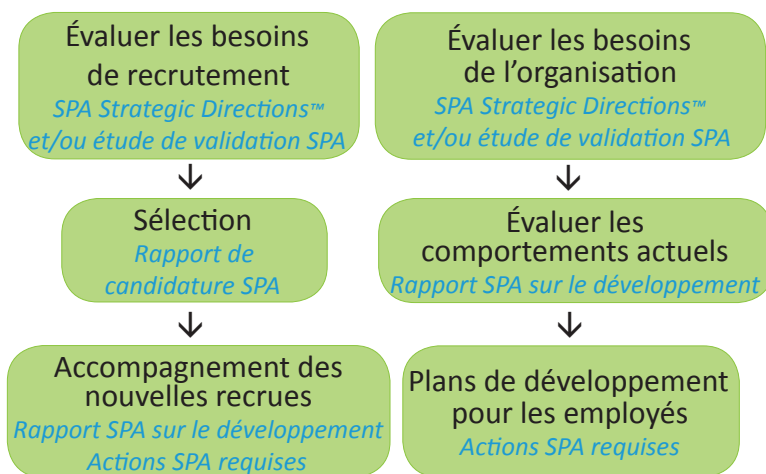 Évaluer les besoins
de recrutement
SPA Strategic Directions™
et/ou étude de validation SPA
Évaluer les besoins
de l’organisation
SPA Strategic Directions™
et/ou étude de validation SPA
Sélection
Rapport de
candidature SPA
Évaluer les
comportements actuels
Rapport SPA sur le développement
Accompagnement des
nouvelles recrues
Rapport SPA sur le développement
Actions SPA requises
Plans de développement
pour les employés
Actions SPA requises